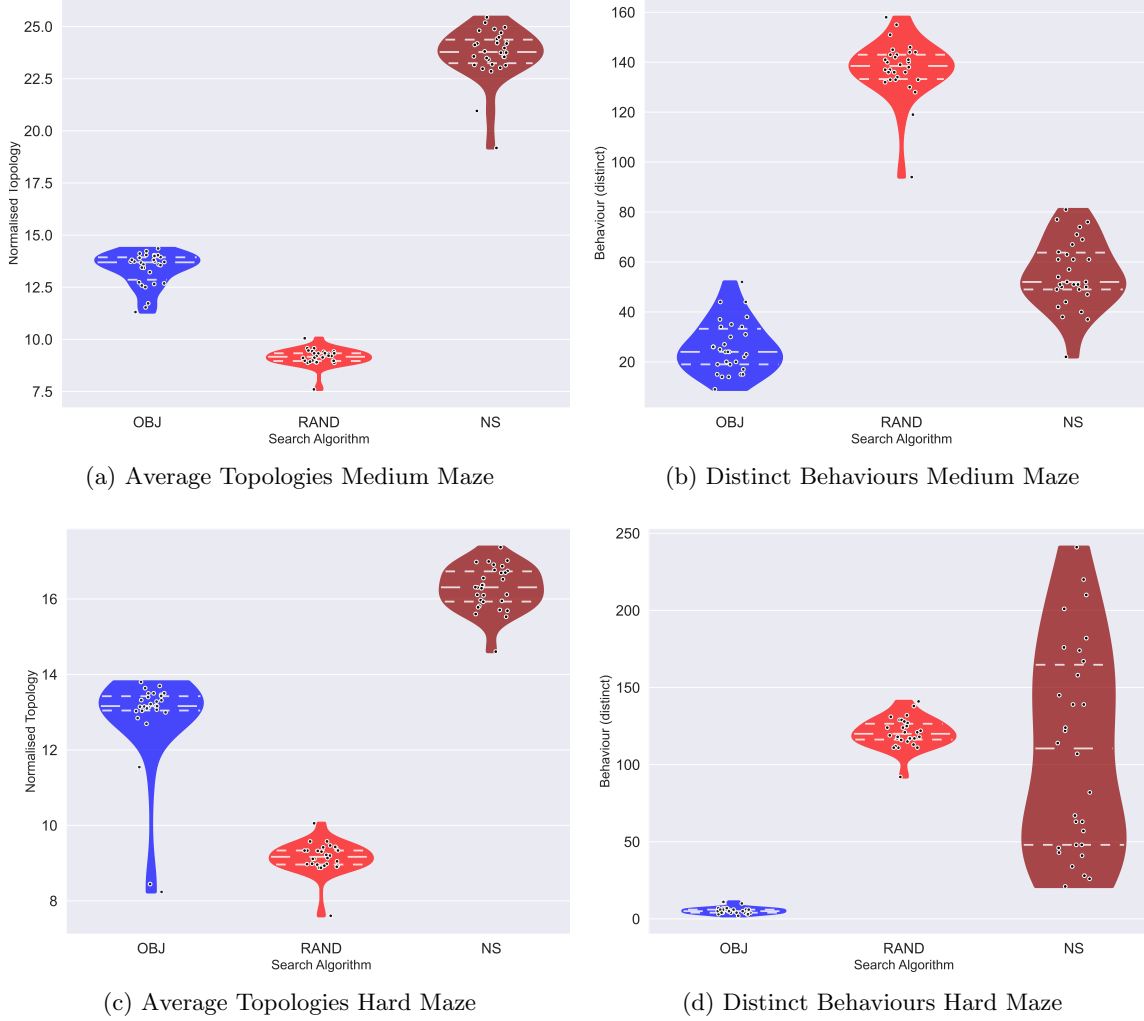 25.0
22.5
20.0
17.5
15.0
12.5
10.0
7.5
Normalised Topology
OBJ RAND NS
Search Algorithm
(a) Average Topologies Medium Maze
160
140
120
100
80
60
40
20
Behaviour (distinct)
OBJ RAND NS
Search Algorithm
(b) Distinct Behaviours Medium Maze
16
14
12
10
8
Normalised Topology
OBJ RAND NS
Search Algorithm
(c) Average Topologies Hard Maze
250
200
150
100
50
0
Behaviour (distinct)
OBJ RAND NS
Search Algorithm
(d) Distinct Behaviours Hard Maze